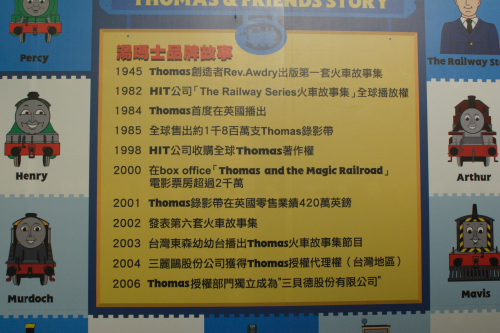 THOMAS & FRIENDS STORY
湯瑪士品牌故事
1945 Thomas創造者Rev.Awdry出版第一套火車故事集
1982 HIT公司「The Railway Series火車故事集」全球播放權
1984 Thomas首度在英國播出
1985 全球售出約1千8百萬支Thomas錄影帶
1998 HIT公司收購全球Thomas著作權
2000 在box office「Thomas and the Magic Railroad」
電影票房超過2千萬
2001 Thomas錄影帶在英國零售業績420萬英鎊
2002 發表第六套火車故事集
2003 台灣東森幼幼台播出Thomas火車故事集節目
2004 三麗鷗股份公司獲得Thomas授權代理權（台灣地區）
2006 Thomas授權部門獨立成為"三貝德股份有限公司"
Percy
Henry
Murdoch
The Railway St
Arthur
Mavis